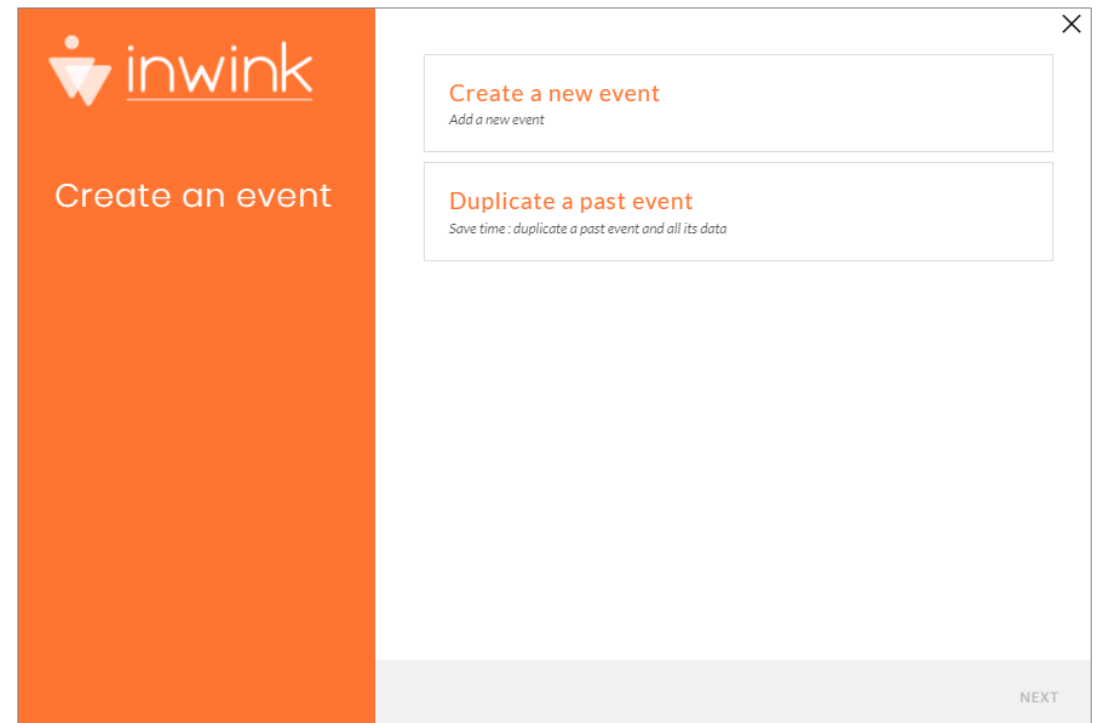 inwink
Create an event
Create a new event
Add a new event
Duplicate a past event
Save time : duplicate a past event and all its data
NEXT